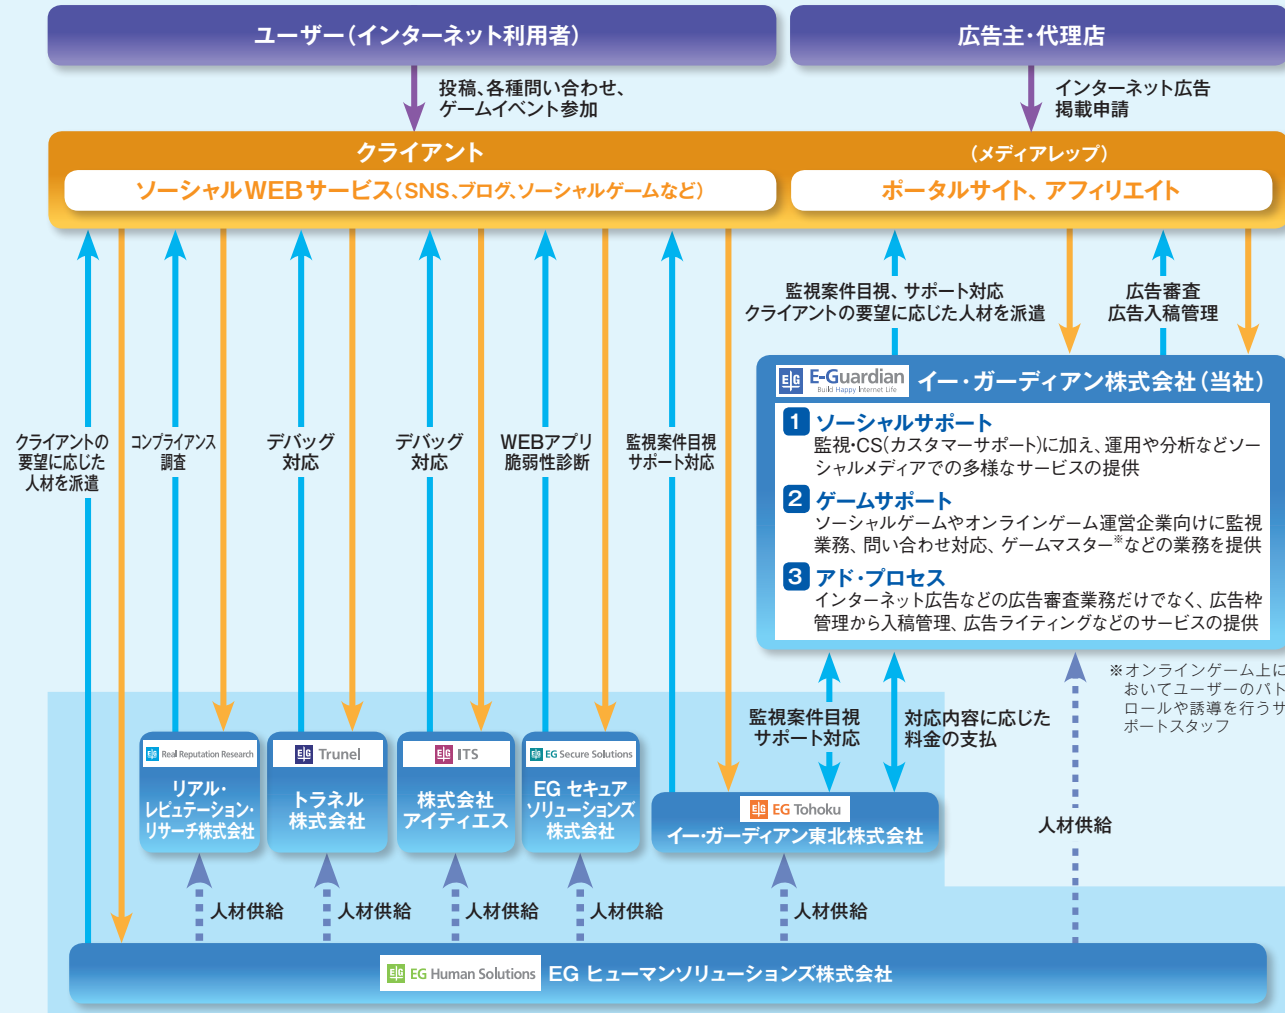 ユーザー(インターネット利用者)
広告主・代理店
投稿、各種問い合わせ、
ゲームイベント参加
インターネット広告
掲載申請
クライアント
(メディアレップ)
ソーシャルWEBサービス(SNS、ブログ、ソーシャルゲームなど)
ポータルサイト、アフィリエイト
監視案件目視、サポート対応
クライアントの要望に応じた人材を派遣
広告審査
広告入稿管理
クライアントの
要望に応じた
人材を派遣
コンプライアンス
調査
デバッグ
対応
デバッグ
対応
WEBアプリ
脆弱性診断
監視案件目視
サポート対応
EG E-Guardian
Build Happy Internet Life
イー・ガーディアン株式会社(当社)
1 ソーシャルサポート
監視・CS(カスタマーサポート)に加え、運用や分析などソー
シャルメディアでの多様なサービスの提供
2 ゲームサポート
ソーシャルゲームやオンラインゲーム運営企業向けに監視
業務、問い合わせ対応、ゲームマスター※などの業務を提供
3 アド・プロセス
インターネット広告などの広告審査業務だけでなく、広告枠
管理から入稿管理、広告ライティングなどのサービスの提供
※オンラインゲーム上に
おいてユーザーのパト
ロールや誘導を行うサ
ポートスタッフ
監視案件目視
サポート対応
対応内容に応じた
料金の支払
EG Real Reputation Research
リアル・
レピュテーション・
リサーチ株式会社
EG Trunel
トラネル
株式会社
EG ITS
株式会社
アイティエス
EG EG Secure Solutions
EG セキュア
ソリューションズ
株式会社
EG EG Tohoku
イー・ガーディアン東北株式会社
人材供給
人材供給
人材供給
人材供給
人材供給
人材供給
EG EG Human Solutions
EG ヒューマンソリューションズ株式会社